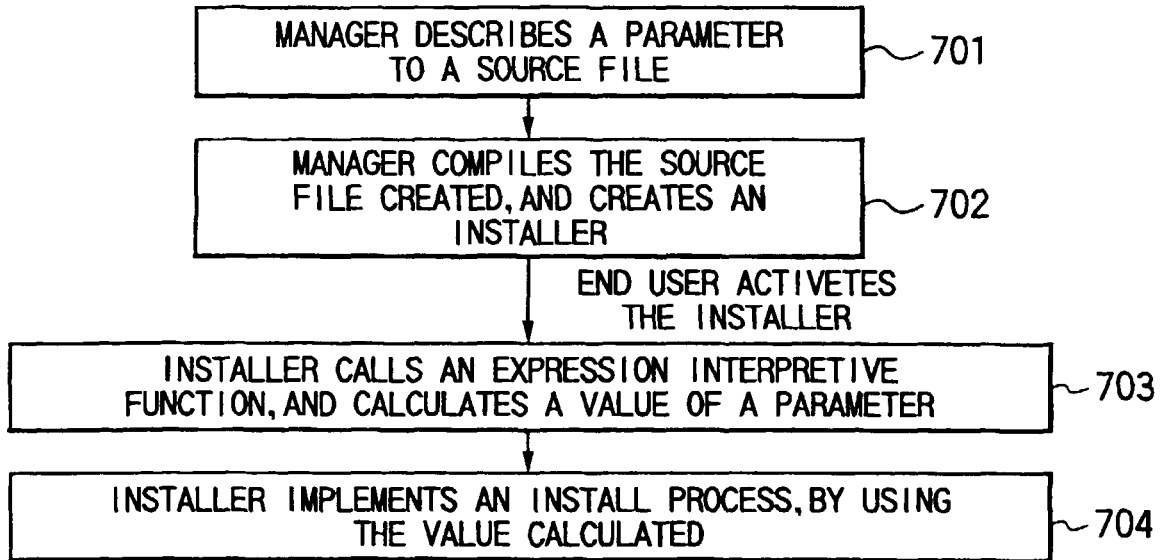 MANAGER DESCRIBES A PARAMETER
TO A SOURCE FILE
701
MANAGER COMPILES THE SOURCE
FILE CREATED, AND CREATES AN
INSTALLER
702
END USER ACTIVETES
THE INSTALLER
INSTALLER CALLS AN EXPRESSION INTERPRETIVE
FUNCTION, AND CALCULATES A VALUE OF A PARAMETER
703
INSTALLER IMPLEMENTS AN INSTALL PROCESS, BY USING
THE VALUE CALCULATED
704